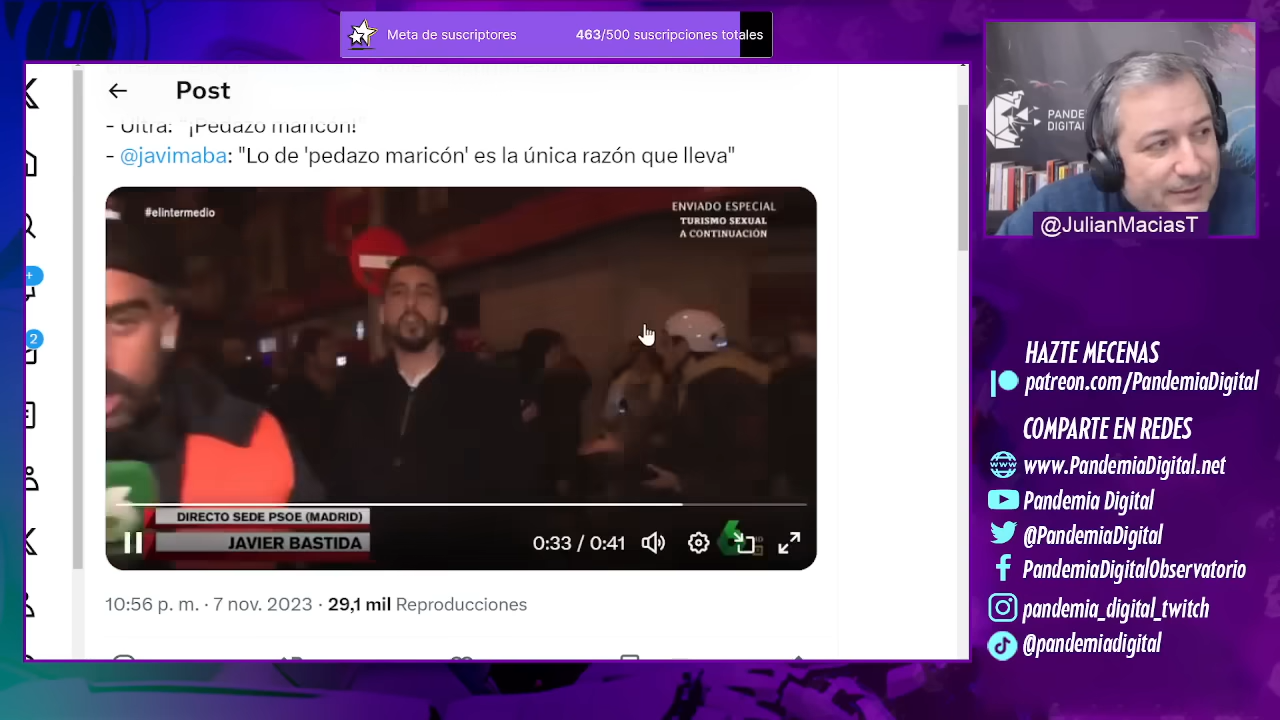 Meta de suscriptores 463/500 suscripciones totales
Post
- Ultra: "¡Pedazo maricón!
- @javimaba: "Lo de 'pedazo maricón' es la única razón que lleva"
#elintermedio
ENVIADO ESPECIAL
TURISMO SEXUAL
A CONTINUACIÓN
DIRECTO SEDE PSOE (MADRID)
JAVIER BASTIDA
0:33 / 0:41
10:56 p. m. · 7 nov. 2023 · 29,1 mil Reproducciones
2
PANDE
DIGITAL
@JulianMaciasT
HAZTE MECENAS
patreon.com/PandemiaDigital
COMPARTE EN REDES
www.PandemiaDigital.net
Pandemia Digital
@PandemiaDigital
PandemiaDigitalObservatorio
pandemia_digital_twitch
@pandemiadigital